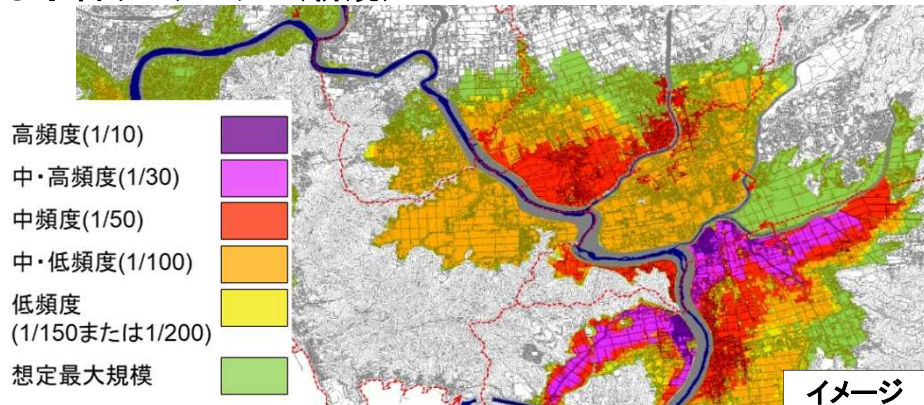 高頻度(1/10)
中・高頻度(1/30)
中頻度(1/50)
中・低頻度(1/100)
低頻度
(1/150または1/200)
想定最大規模
イメージ